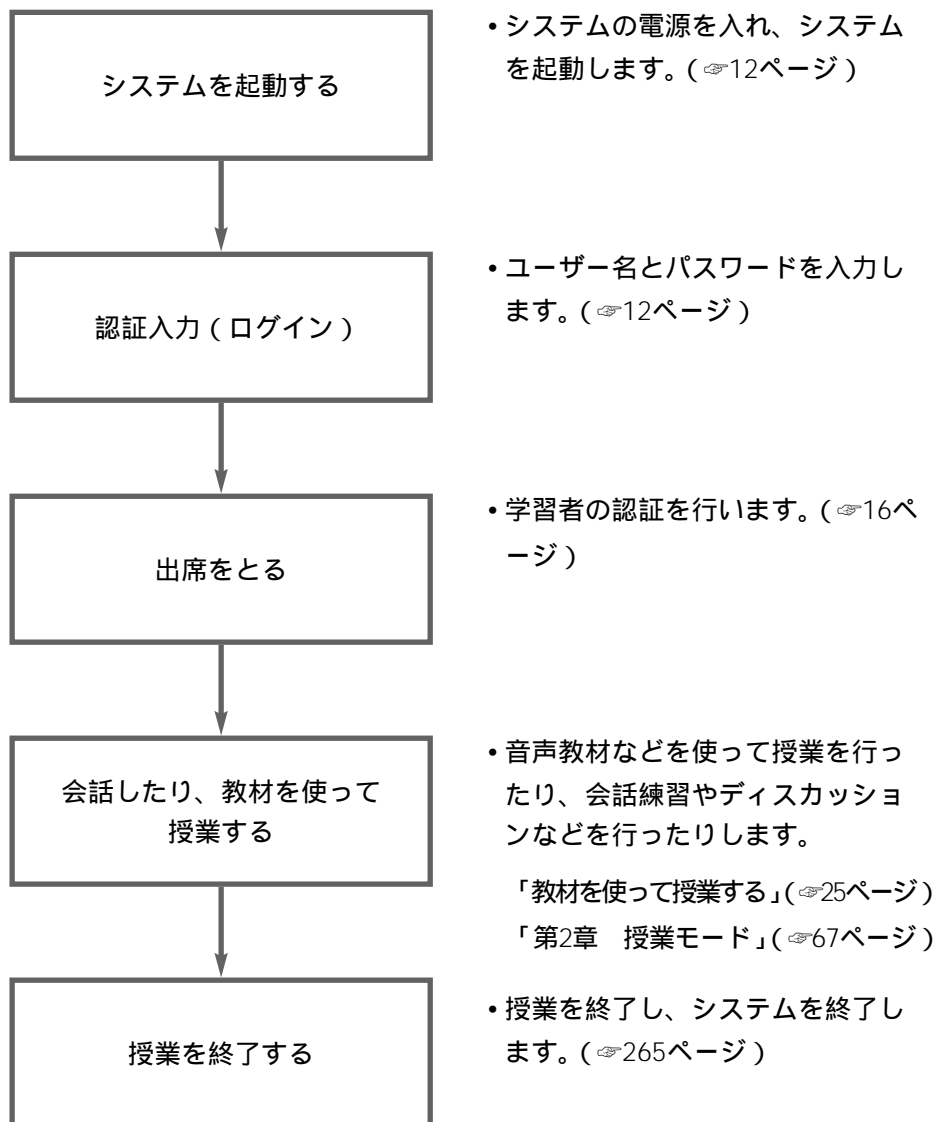 システムを起動する
・システムの電源を入れ、システム
を起動します。（☞12ページ）
認証入力（ログイン）
・ユーザー名とパスワードを入力し
ます。（☞12ページ）
出席をとる
・学習者の認証を行います。（☞16ペ
ージ）
会話したり、教材を使って
授業する
・音声教材などを使って授業を行っ
たり、会話練習やディスカッショ
ンなどを行ったりします。
「教材を使って授業する」（☞25ページ）
「第2章　授業モード」（☞67ページ）
授業を終了する
・授業を終了し、システムを終了し
ます。（☞265ページ）